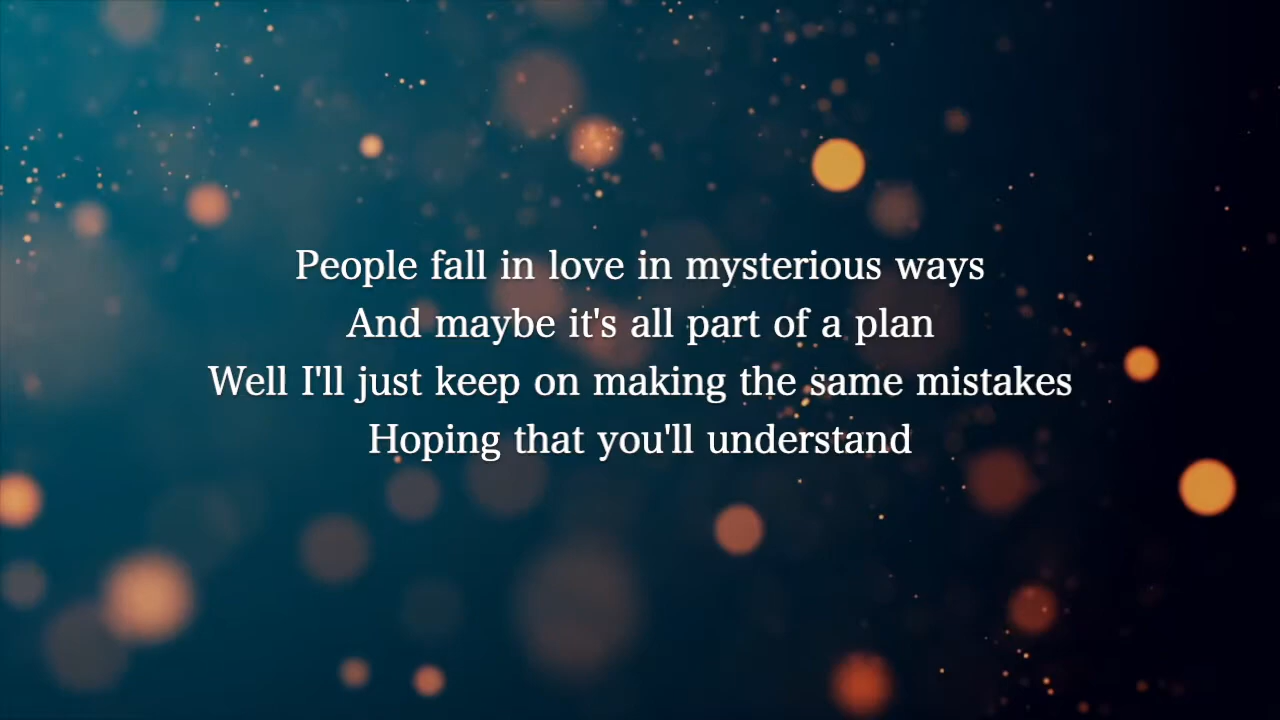 People fall in love in mysterious ways
And maybe it's all part of a plan
Well I'll just keep on making the same mistakes
Hoping that you'll understand